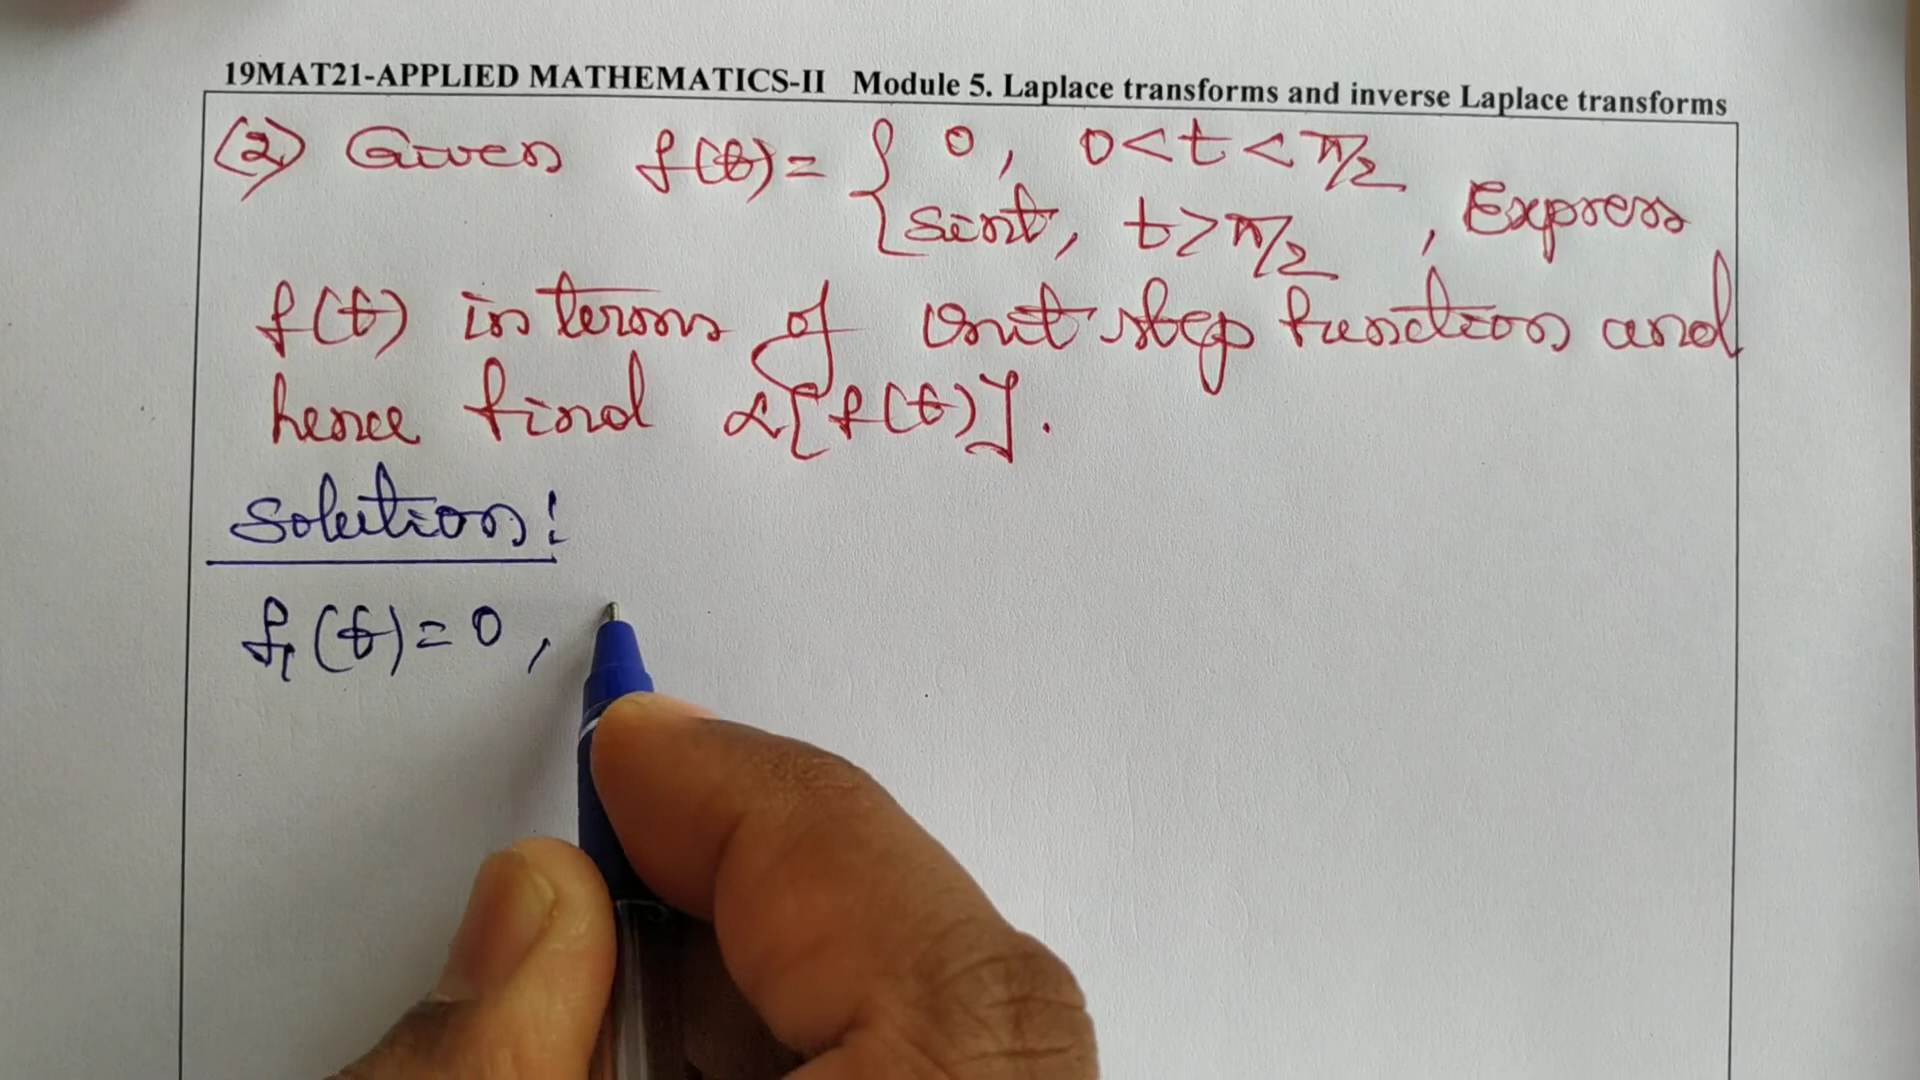 19MAT21-APPLIED MATHEMATICS-II Module 5. Laplace transforms and inverse Laplace transforms
(2) Given f(t) = { 0, 0<t<π/2
{ sint, t>π/2 , Express
f(t) in terms of unit step function and
hence find L[f(t)].
Solution:
f₁(t) = 0,